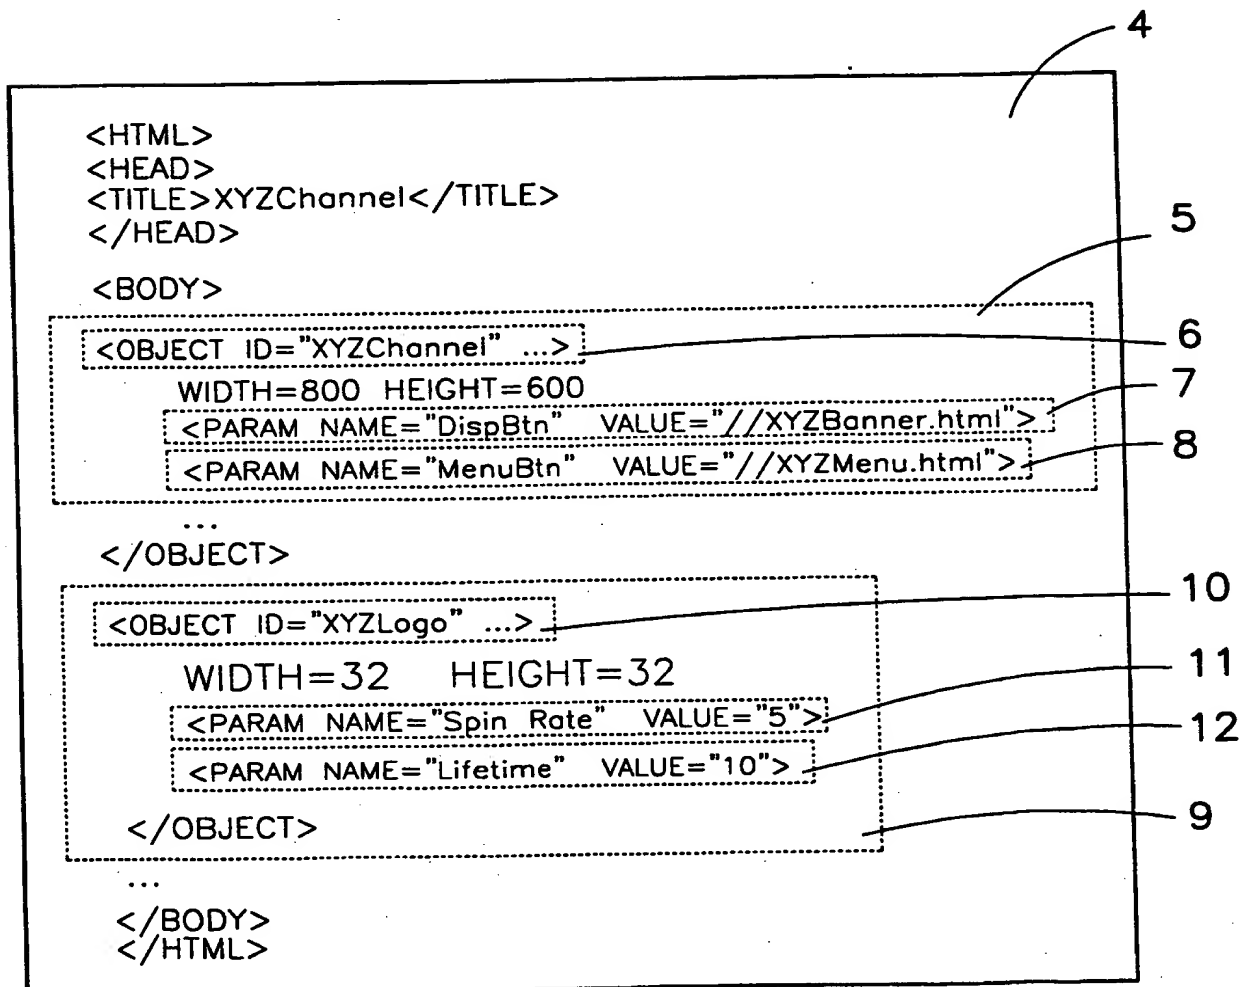 4
<HTML>
<HEAD>
<TITLE>XYZChannel</TITLE>
</HEAD>
5
<BODY>
<OBJECT ID="XYZChannel" ...>
6
WIDTH=800 HEIGHT=600
7
<PARAM NAME="DispBtn" VALUE="//XYZBanner.html">
8
<PARAM NAME="MenuBtn" VALUE="//XYZMenu.html">
...
</OBJECT>
10
<OBJECT ID="XYZLogo" ...>
11
WIDTH=32 HEIGHT=32
<PARAM NAME="Spin Rate" VALUE="5">
12
<PARAM NAME="Lifetime" VALUE="10">
9
</OBJECT>
...
</BODY>
</HTML>